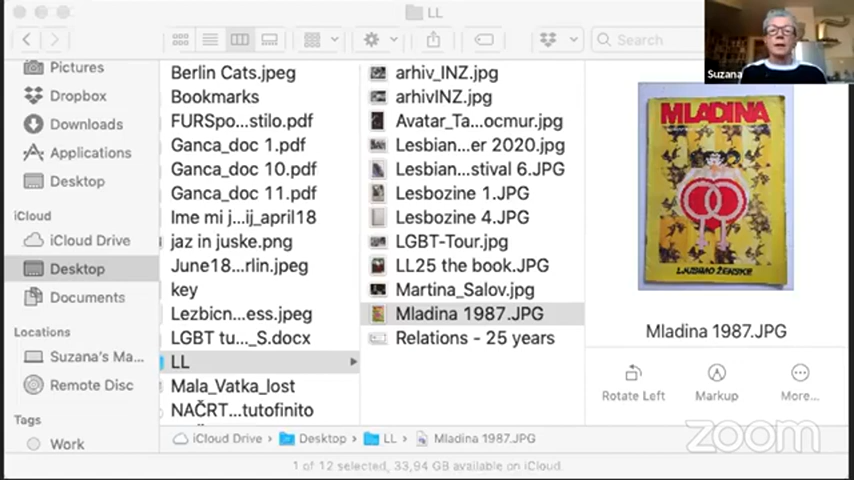 LL
Search
Suzana
Pictures
Dropbox
Downloads
Applications
Desktop
iCloud
iCloud Drive
Desktop
Documents
Locations
Suzana's Ma...
Remote Disc
Tags
Work
Berlin Cats.jpeg
Bookmarks
FURSpo...stilo.pdf
Ganca_doc 1.pdf
Ganca_doc 10.pdf
Ganca_doc 11.pdf
Ime mi j...ij_april18
jaz in juske.png
June18...rlin.jpeg
key
Lezbicn...ess.jpeg
LGBT tu..._S.docx
LL
Mala_Vatka_lost
NAČRT...tutofinito
arhiv_INZ.jpg
arhivINZ.jpg
Avatar_Ta...ocmur.jpg
Lesbian...er 2020.jpg
Lesbian...stival 6.JPG
Lesbozine 1.JPG
Lesbozine 4.JPG
LGBT-Tour.jpg
LL25 the book.JPG
Martina_Salov.jpg
Mladina 1987.JPG
Relations - 25 years
MLADINA
LJUBIMO ŽENSKE
Mladina 1987.JPG
Rotate Left
Markup
More...
iCloud Drive › Desktop › LL › Mladina 1987.JPG
zoom
1 of 12 selected, 33,94 GB available on iCloud